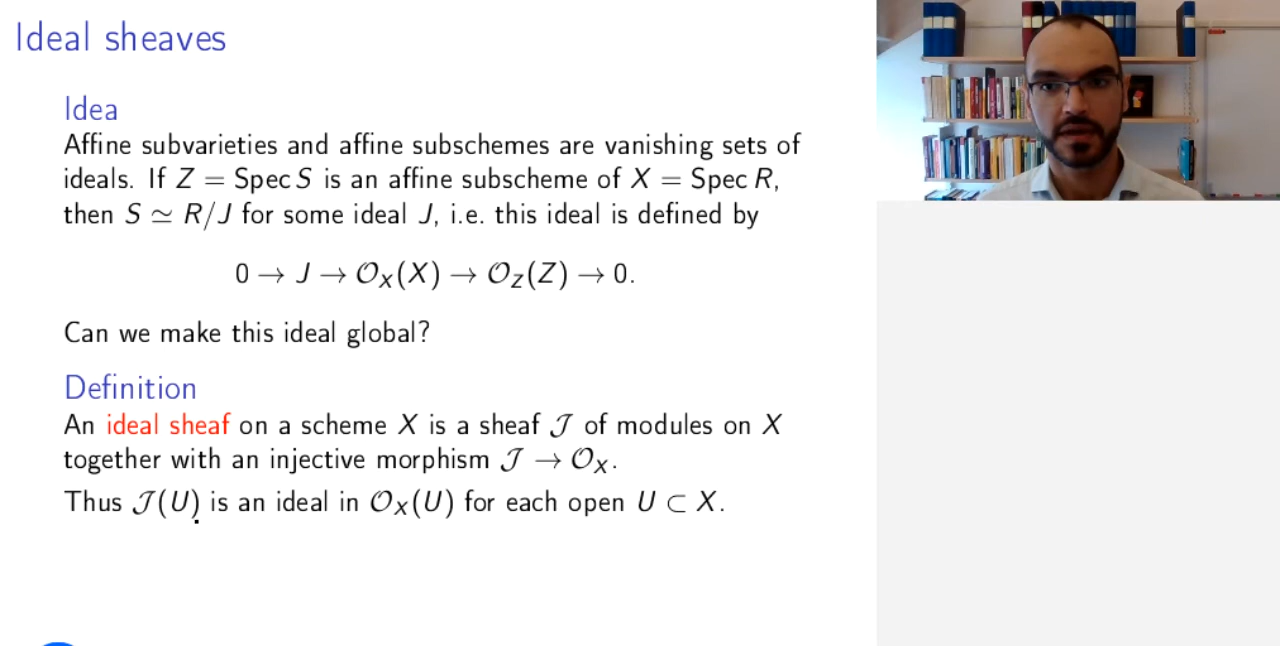 Ideal sheaves
Idea
Affine subvarieties and affine subschemes are vanishing sets of
ideals. If Z = Spec S is an affine subscheme of X = Spec R,
then S ≃ R/J for some ideal J, i.e. this ideal is defined by
0 → J → 𝒪_X(X) → 𝒪_Z(Z) → 0.
Can we make this ideal global?
Definition
An ideal sheaf on a scheme X is a sheaf 𝒥 of modules on X
together with an injective morphism 𝒥 → 𝒪_X.
Thus 𝒥(U) is an ideal in 𝒪_X(U) for each open U ⊂ X.